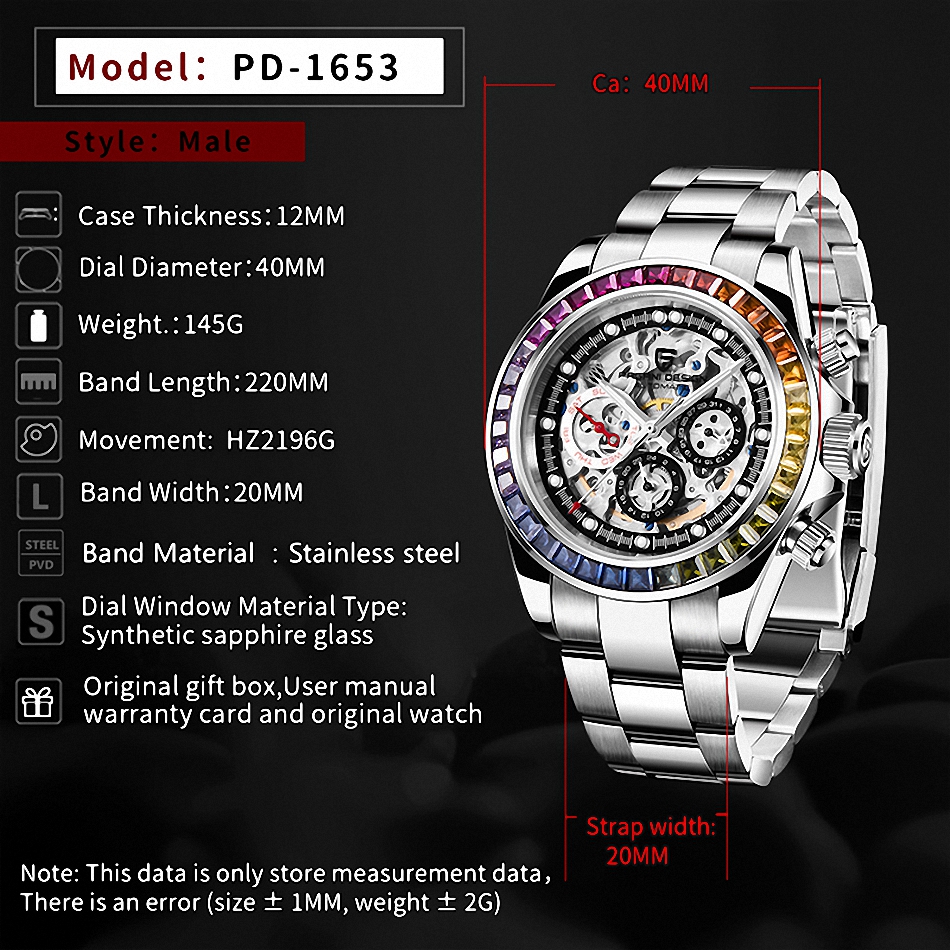 Model: PD-1653
Ca: 40MM
Style: Male
Case Thickness:12MM
Dial Diameter:40MM
Weight.:145G
Band Length:220MM
Movement: HZ2196G
L
Band Width:20MM
STEEL
PVD
Band Material : Stainless steel
S
Dial Window Material Type:
Synthetic sapphire glass
Original gift box,User manual
warranty card and original watch
PAGANI DESIGN
AUTOMATIC
Strap width:
20MM
Note: This data is only store measurement data,
There is an error (size ± 1MM, weight ± 2G)